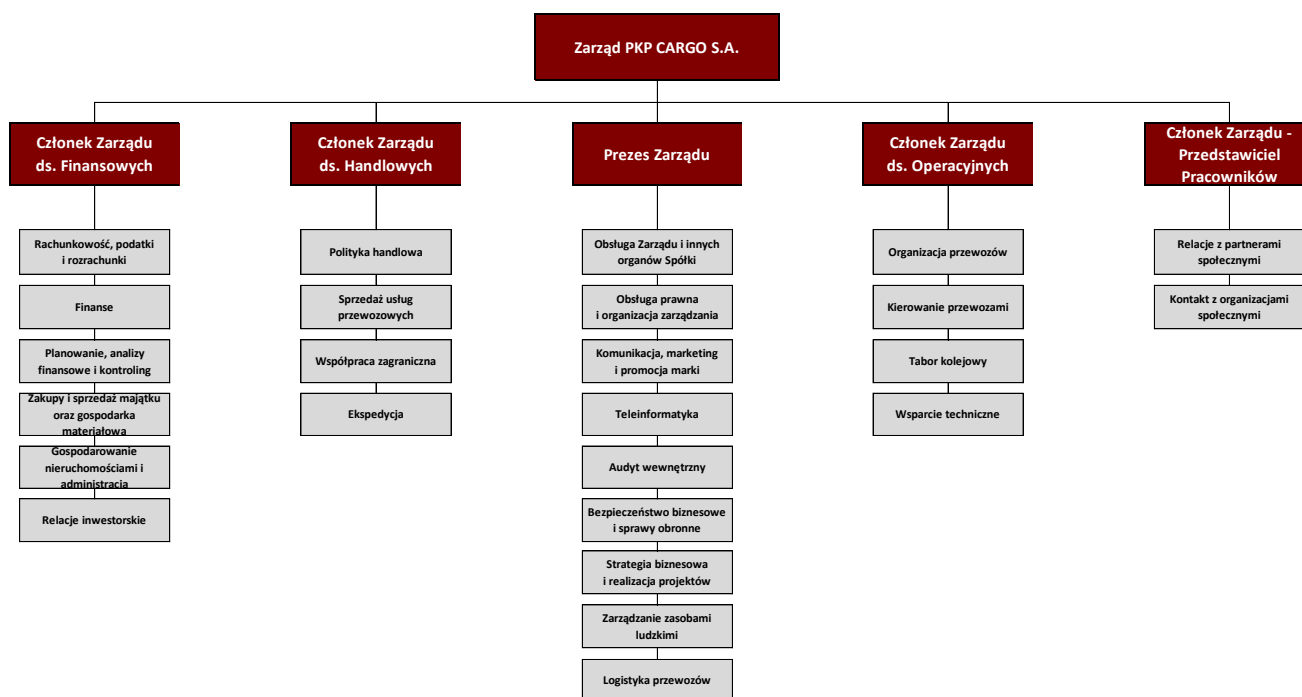 Zarząd PKP CARGO S.A.
Członek Zarządu
ds. Finansowych
Rachunkowość, podatki
i rozrachunki
Finanse
Planowanie, analizy
finansowe i kontroling
Zakupy i sprzedaż majątku
oraz gospodarka
materiałowa
Gospodarowanie
nieruchomościami i
administracja
Relacje inwestorskie
Członek Zarządu
ds. Handlowych
Polityka handlowa
Sprzedaż usług
przewozowych
Współpraca zagraniczna
Ekspedycja
Prezes Zarządu
Obsługa Zarządu i innych
organów Spółki
Obsługa prawna
i organizacja zarządzania
Komunikacja, marketing
i promocja marki
Teleinformatyka
Audyt wewnętrzny
Bezpieczeństwo biznesowe
i sprawy obronne
Strategia biznesowa
i realizacja projektów
Zarządzanie zasobami
ludzkimi
Logistyka przewozów
Członek Zarządu
ds. Operacyjnych
Organizacja przewozów
Kierowanie przewozami
Tabor kolejowy
Wsparcie techniczne
Członek Zarządu -
Przedstawiciel
Pracowników
Relacje z partnerami
społecznymi
Kontakt z organizacjami
społecznymi